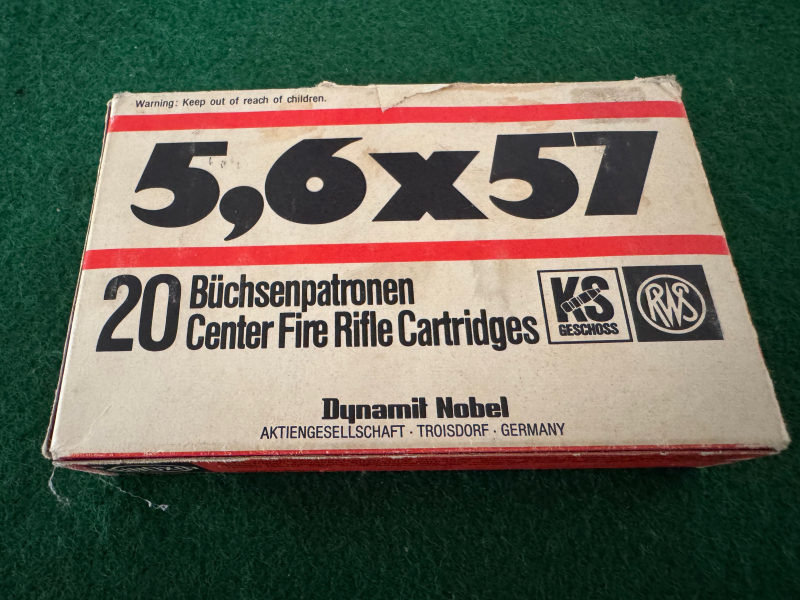 Warning: Keep out of reach of children.
5,6x57
20 Büchsenpatronen
Center Fire Rifle Cartridges
KS
GESCHOSS
RWS
Dynamit Nobel
AKTIENGESELLSCHAFT · TROISDORF · GERMANY